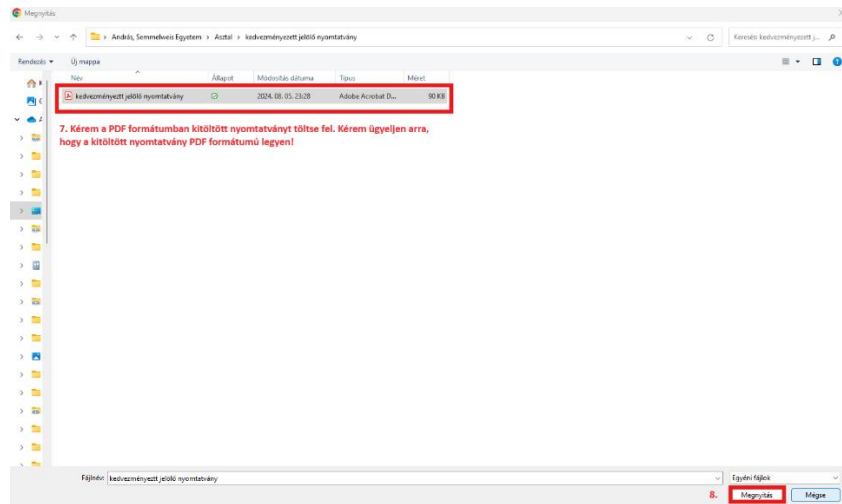 Megnyitás
András, Semmelweis Egyetem > Asztal > kedvezményezett jelölő nyomtatvány
Keresés: kedvezményezett j...
Rendezés Új mappa
Név Állapot Módosítás dátuma Típus Méret
kedvezményeztt jelölő nyomtatvány 2024. 08. 05. 23:28 Adobe Acrobat D... 90 KB
7. Kérem a PDF formátumban kitöltött nyomtatványt töltse fel. Kérem ügyeljen arra,
hogy a kitöltött nyomtatvány PDF formátumú legyen!
Fájlnév: kedvezményeztt jelölő nyomtatvány Egyéni fájlok
8. Megnyitás Mégse